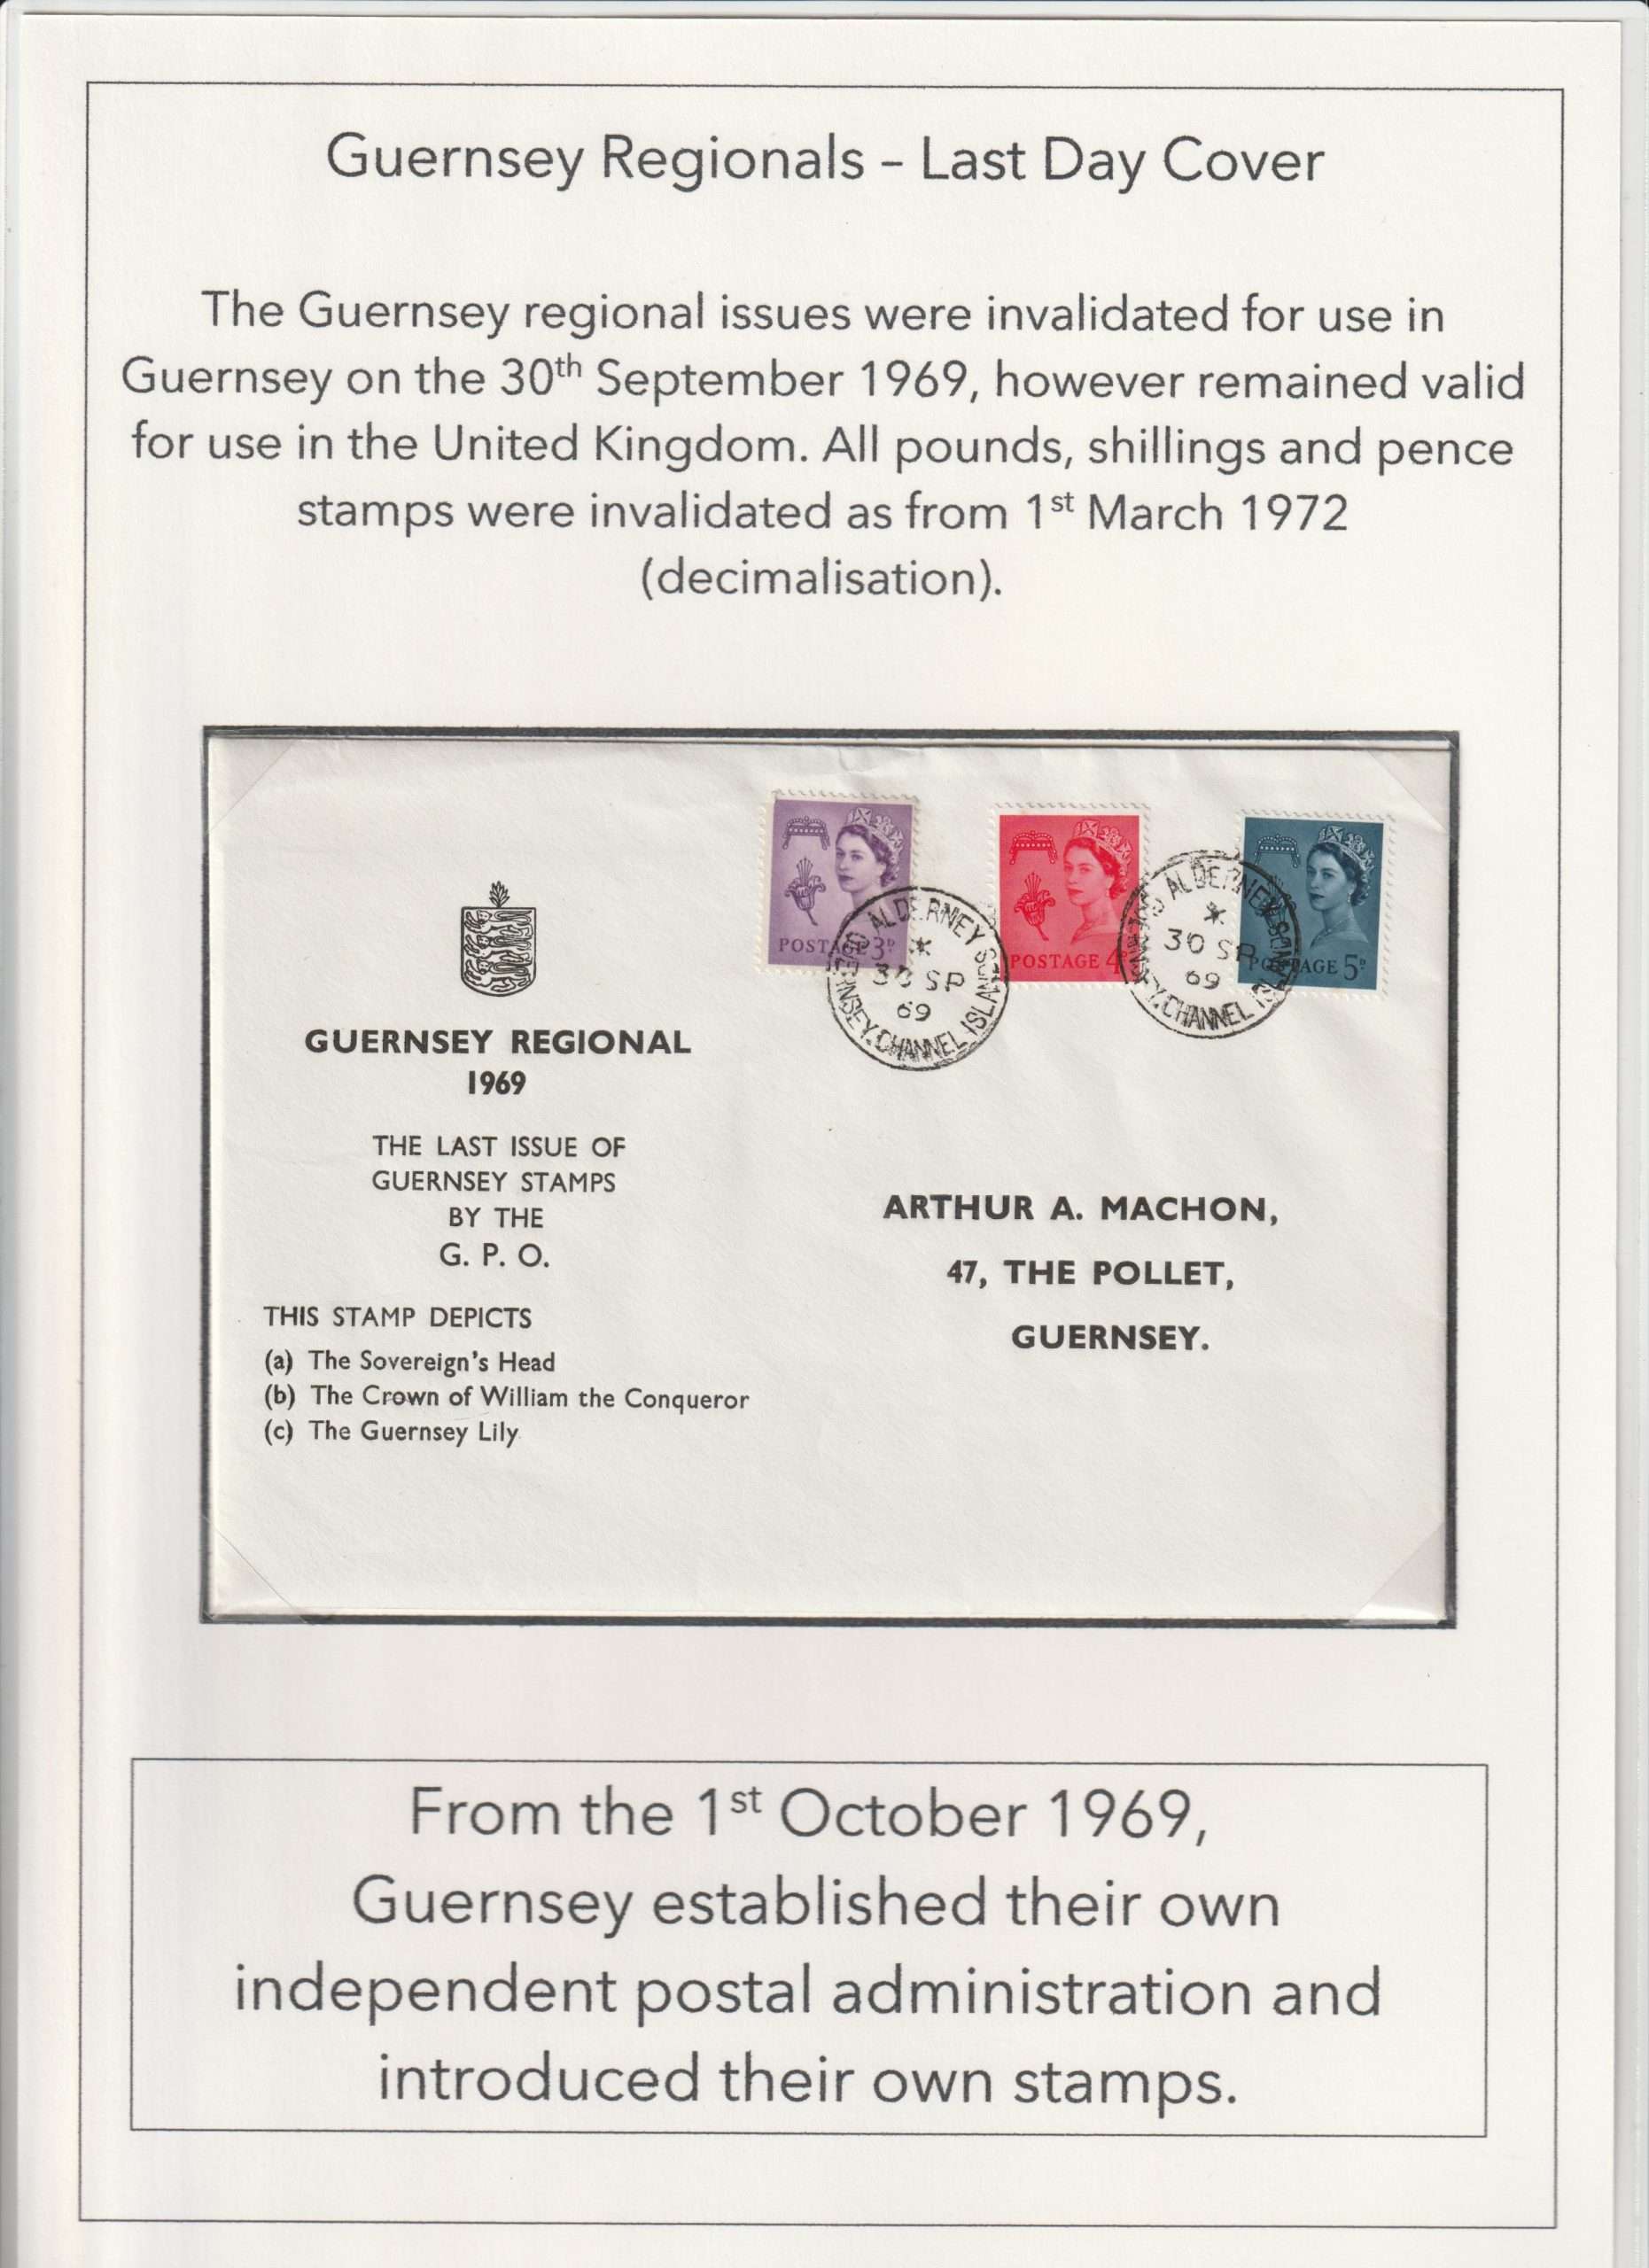 Guernsey Regionals – Last Day Cover
The Guernsey regional issues were invalidated for use in
Guernsey on the 30th September 1969, however remained valid
for use in the United Kingdom. All pounds, shillings and pence
stamps were invalidated as from 1st March 1972
(decimalisation).
POSTAGE 3D
POSTAGE 4
POSTAGE 5D
ALDERNEY
*
30 SP
69
GUERNSEY. CHANNEL ISLANDS
ALDERNEY
*
30 SP
69
CHANNEL ISLANDS
GUERNSEY REGIONAL
1969
THE LAST ISSUE OF
GUERNSEY STAMPS
BY THE
G. P. O.
THIS STAMP DEPICTS
(a) The Sovereign's Head
(b) The Crown of William the Conqueror
(c) The Guernsey Lily
ARTHUR A. MACHON,
47, THE POLLET,
GUERNSEY.
From the 1st October 1969,
Guernsey established their own
independent postal administration and
introduced their own stamps.